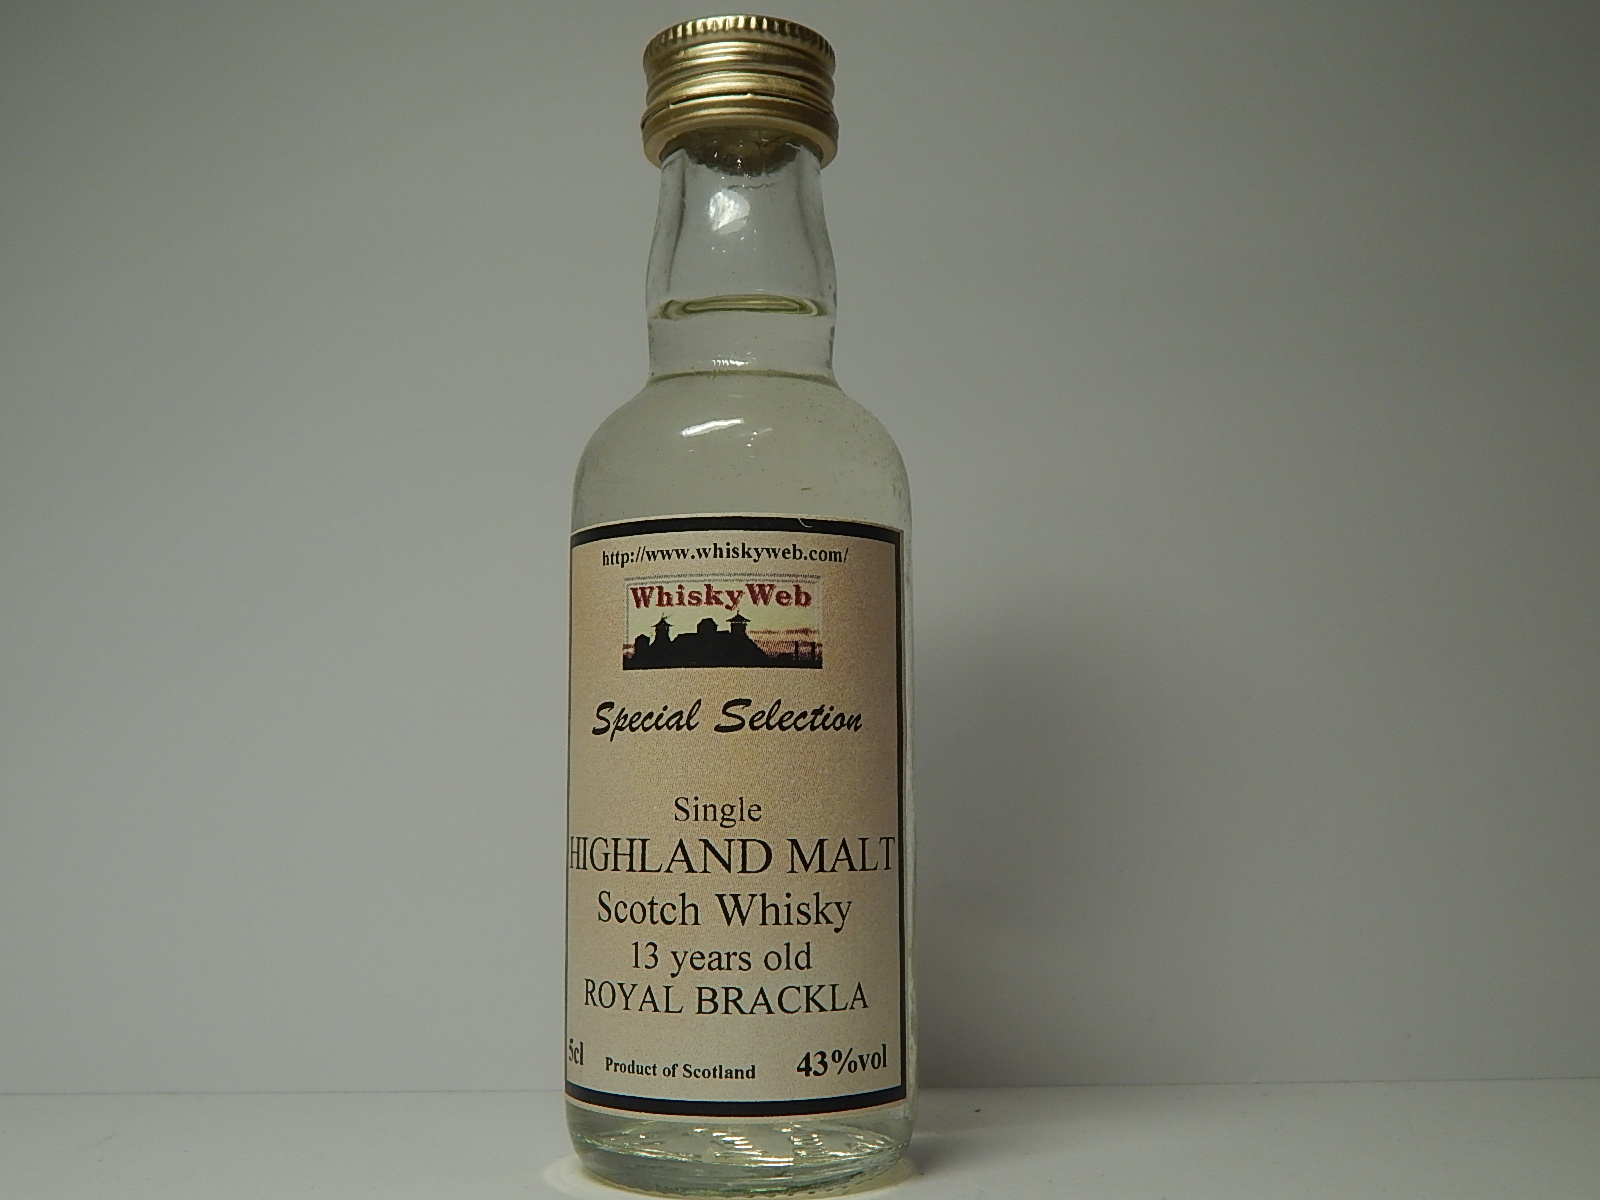 http://www.whiskyweb.com/
WhiskyWeb
Special Selection
Single
HIGHLAND MALT
Scotch Whisky
13 years old
ROYAL BRACKLA
5cl Product of Scotland 43%vol